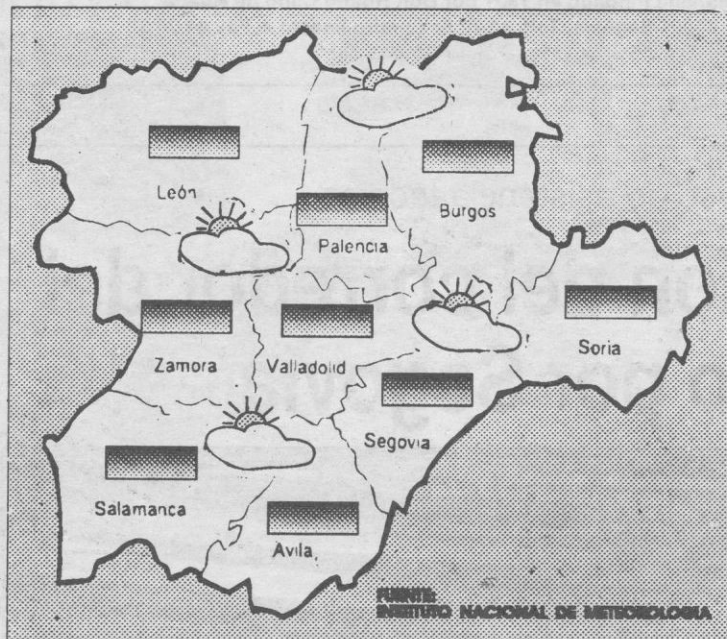 León
Burgos
Palencia
Soria
Zamora
Valladolid
Segovia
Salamanca
Avila
FUENTE:
INSTITUTO NACIONAL DE METEOROLOGIA